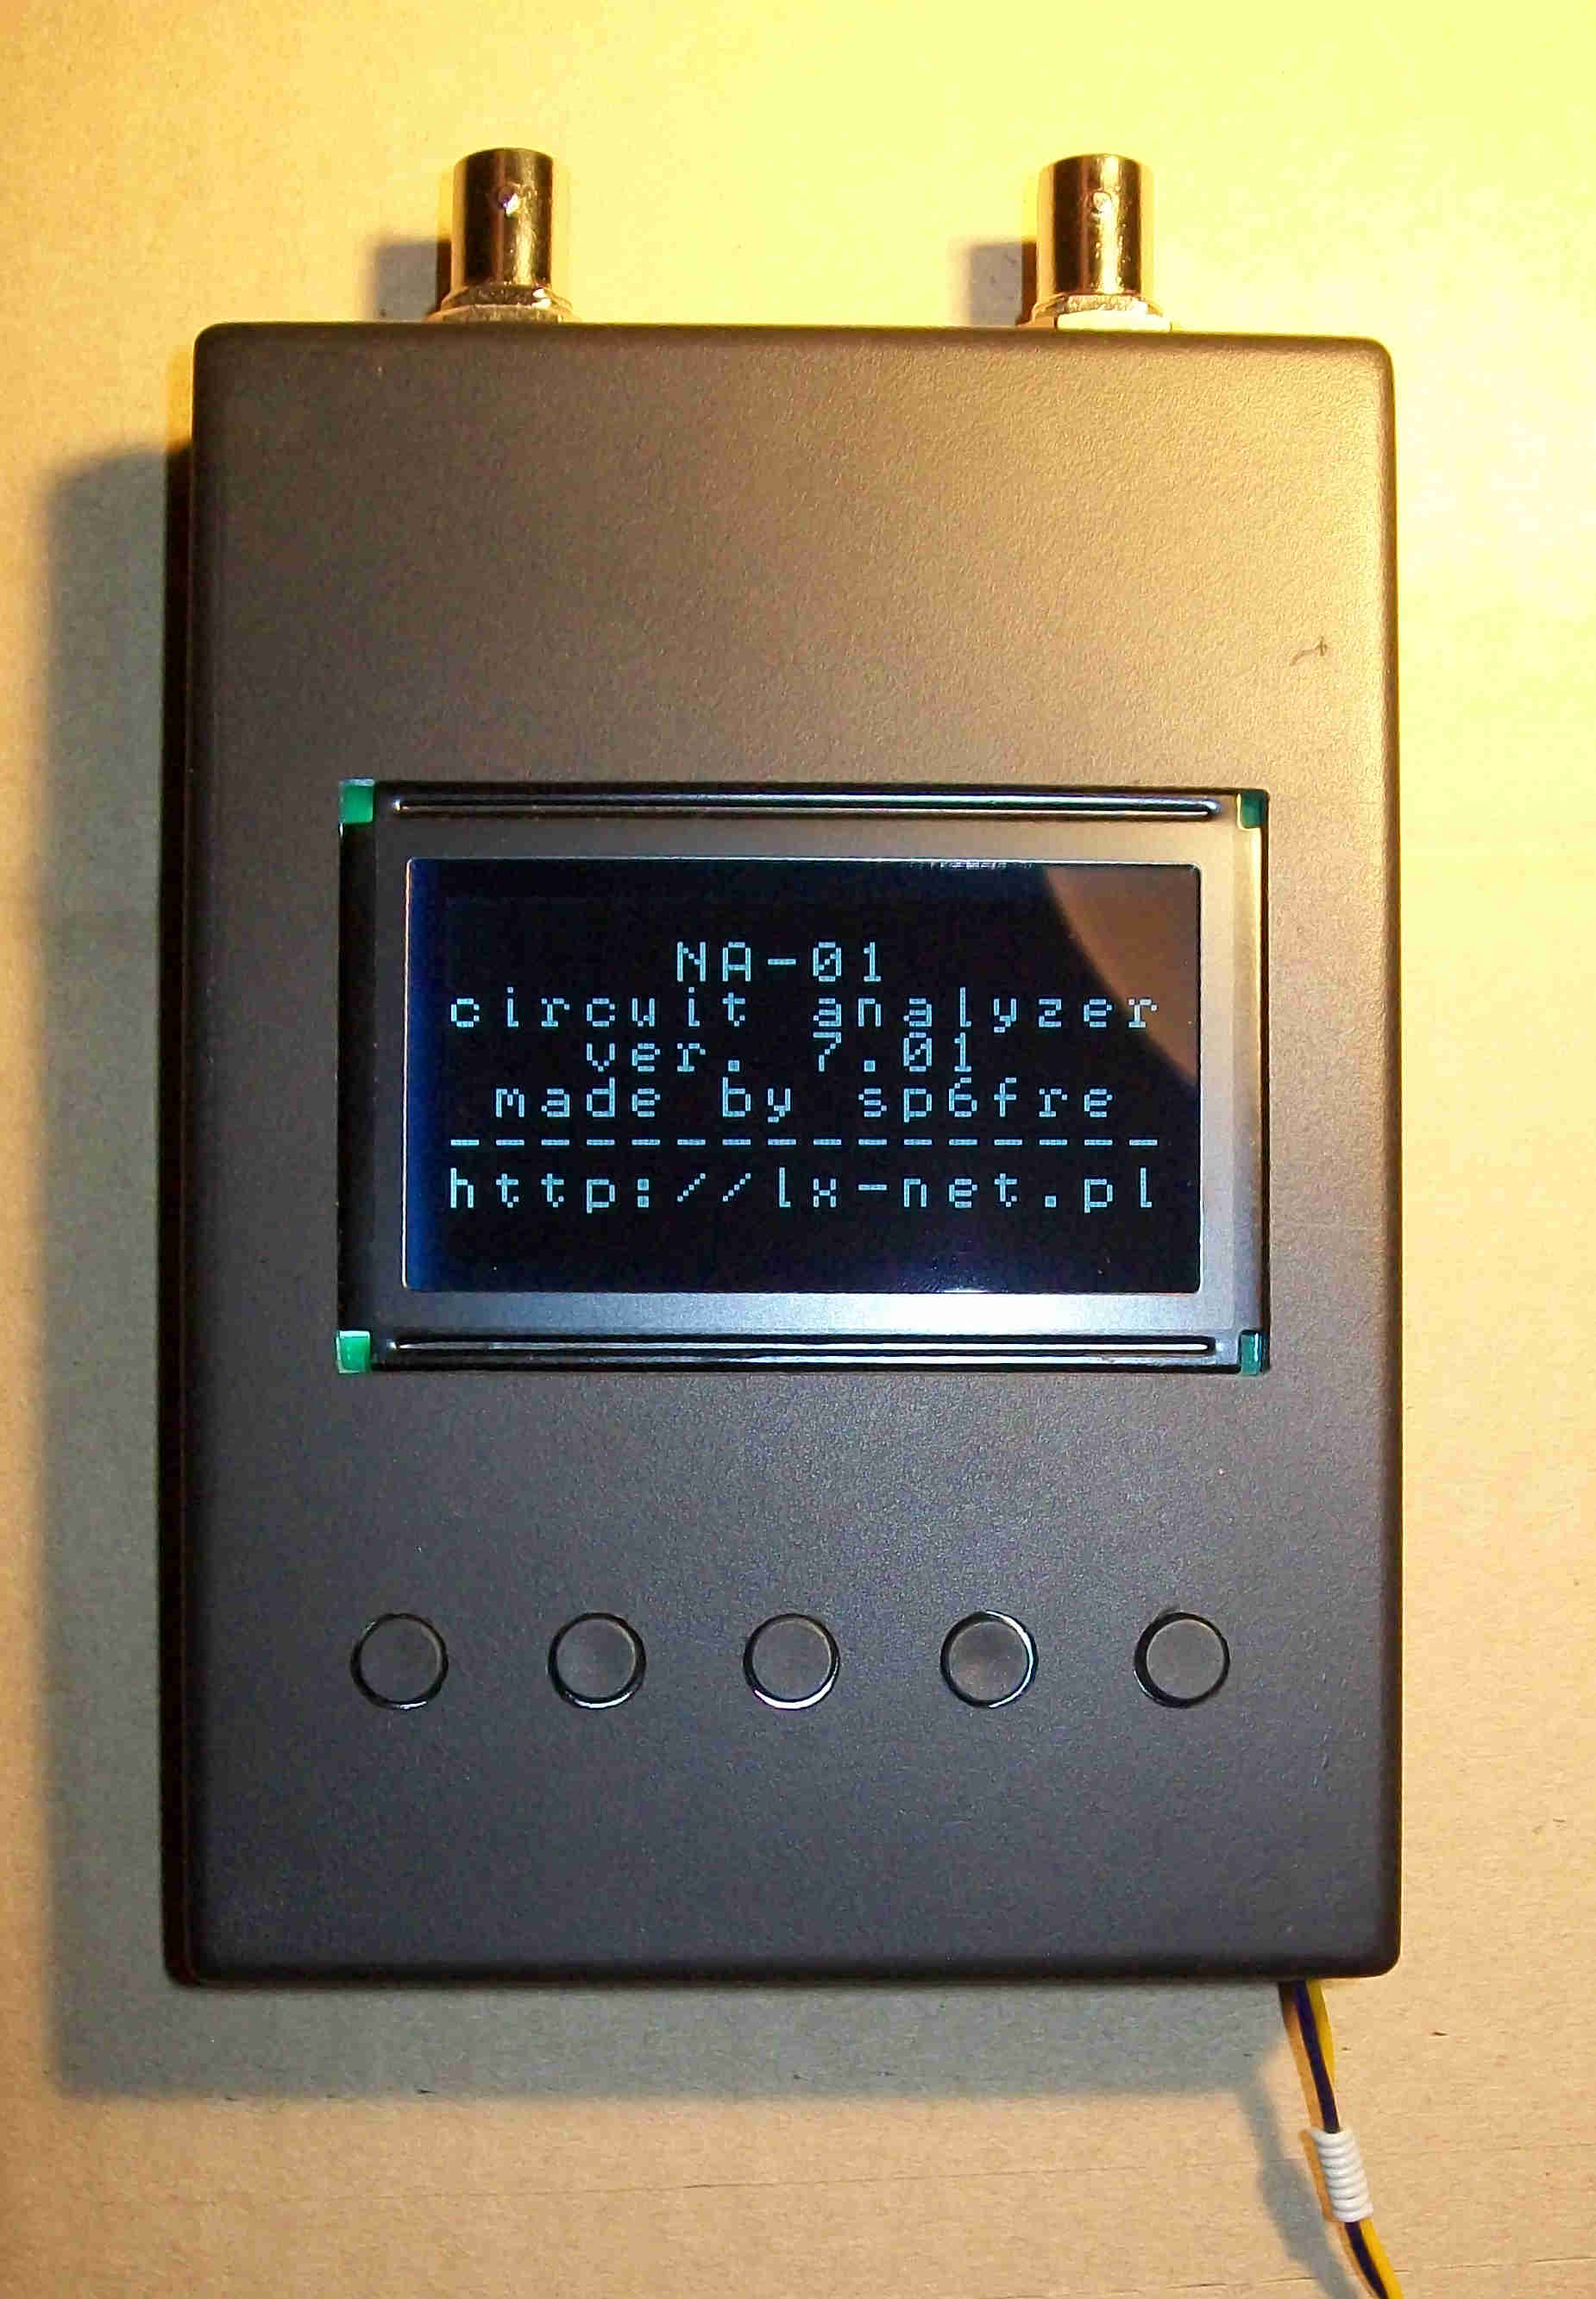 NA-01
circuit analyzer
ver. 7.01
made by sp6fre
----------------
http://lx-net.pl